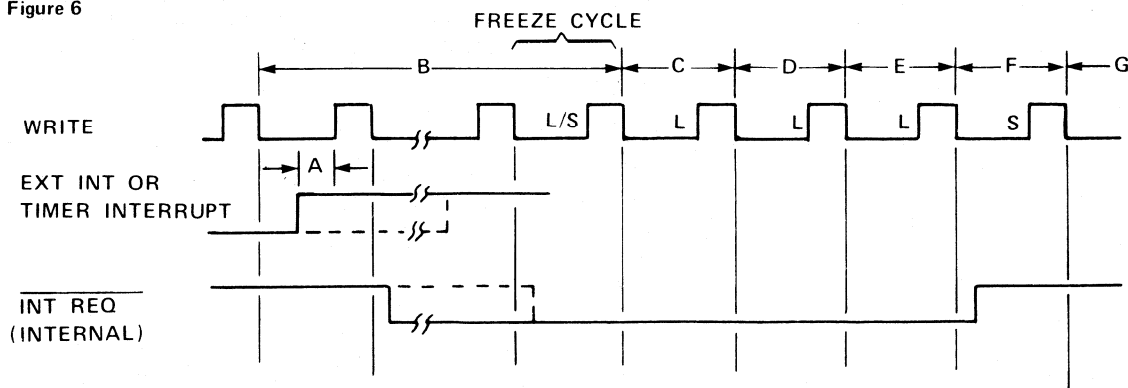 Figure 6
FREEZE CYCLE
B C D E F G
WRITE
L/S L L L S
A
EXT INT OR
TIMER INTERRUPT
INT REQ
(INTERNAL)